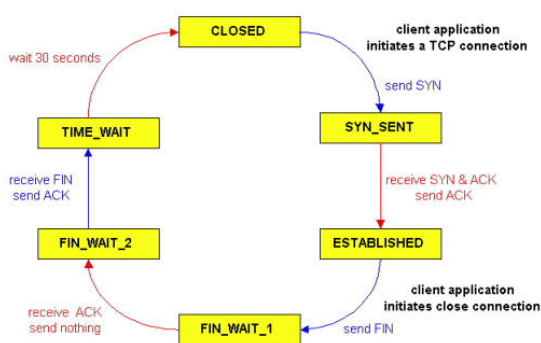 CLOSED
client application
initiates a TCP connection
wait 30 seconds
send SYN
TIME_WAIT
SYN_SENT
receive FIN
send ACK
receive SYN & ACK
send ACK
FIN_WAIT_2
ESTABLISHED
client application
initiates close connection
receive ACK
send nothing
FIN_WAIT_1
send FIN